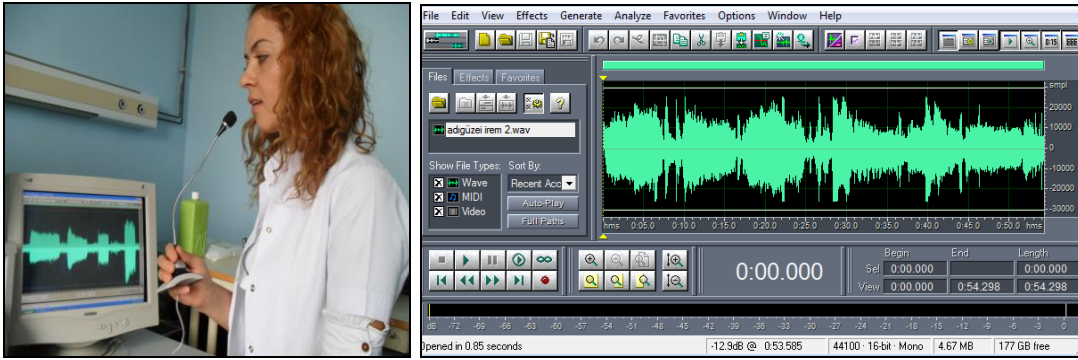 File Edit View Effects Generate Analyze Favorites Options Window Help
Files Effects Favorites
adıgüzei irem 2.wav
Show File Types: Sort By:
Wave Recent Acc
MIDI Auto-Play
Video Full Paths
smpl
20000
10000
0
-10000
-20000
-30000
hms 0:05.0 0:10.0 0:15.0 0:20.0 0:25.0 0:30.0 0:35.0 0:40.0 0:45.0 0:50.0 hms
0:00.000
Begin End Length
Sel 0:00.000 0:00.000
View 0:00.000 0:54.298 0:54.298
dB -72 -69 -66 -63 -60 -57 -54 -51 -48 -45 -42 -39 -36 -33 -30 -27 -24 -21 -18 -15 -12 -9 -6 -3 0
Opened in 0.85 seconds -12.9dB @ 0:53.585 44100 · 16-bit · Mono 4.67 MB 177 GB free